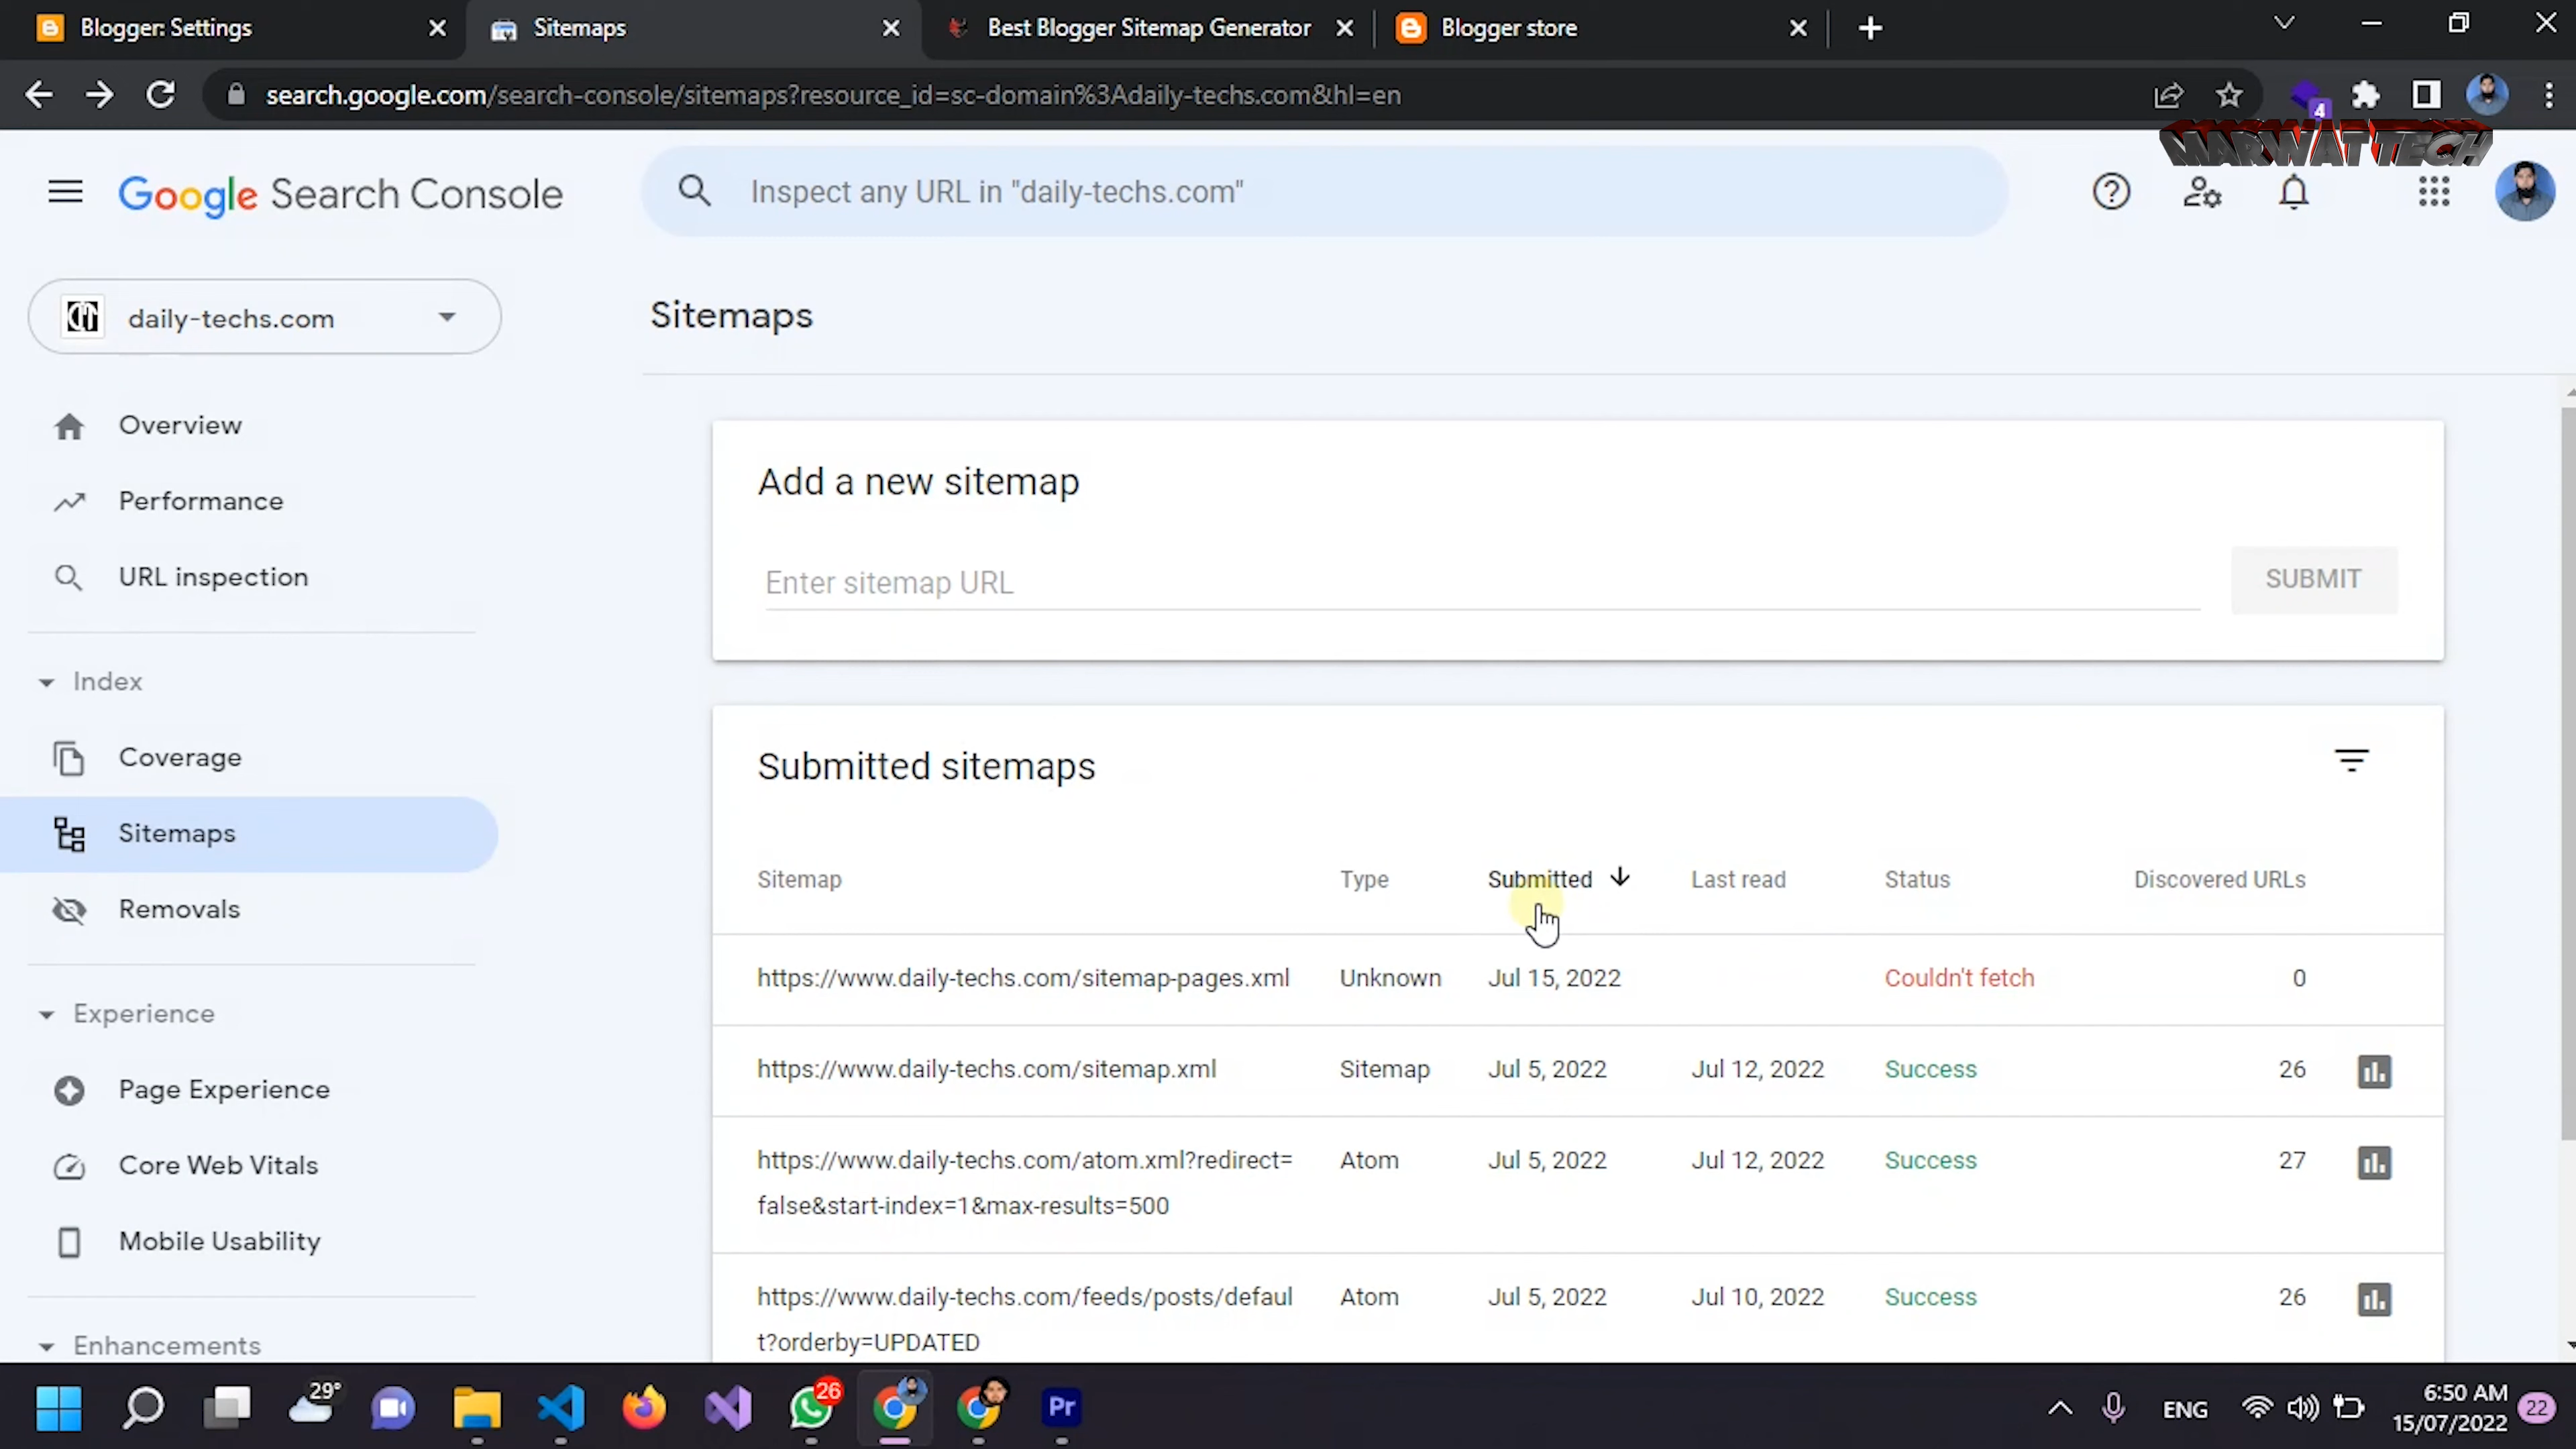 Blogger: Settings
Sitemaps
Best Blogger Sitemap Generator
Blogger store
search.google.com/search-console/sitemaps?resource_id=sc-domain%3Adaily-techs.com&hl=en
4
MARWAT TECH
Google Search Console
Inspect any URL in "daily-techs.com"
daily-techs.com
Sitemaps
Overview
Performance
URL inspection
Index
Coverage
Sitemaps
Removals
Experience
Page Experience
Core Web Vitals
Mobile Usability
Enhancements
Add a new sitemap
Enter sitemap URL
SUBMIT
Submitted sitemaps
Sitemap Type Submitted Last read Status Discovered URLs
https://www.daily-techs.com/sitemap-pages.xml Unknown Jul 15, 2022 Couldn't fetch 0
https://www.daily-techs.com/sitemap.xml Sitemap Jul 5, 2022 Jul 12, 2022 Success 26
https://www.daily-techs.com/atom.xml?redirect= Atom Jul 5, 2022 Jul 12, 2022 Success 27
false&start-index=1&max-results=500
https://www.daily-techs.com/feeds/posts/defaul Atom Jul 5, 2022 Jul 10, 2022 Success 26
t?orderby=UPDATED
29°
26
Pr
ENG
6:50 AM
15/07/2022
22